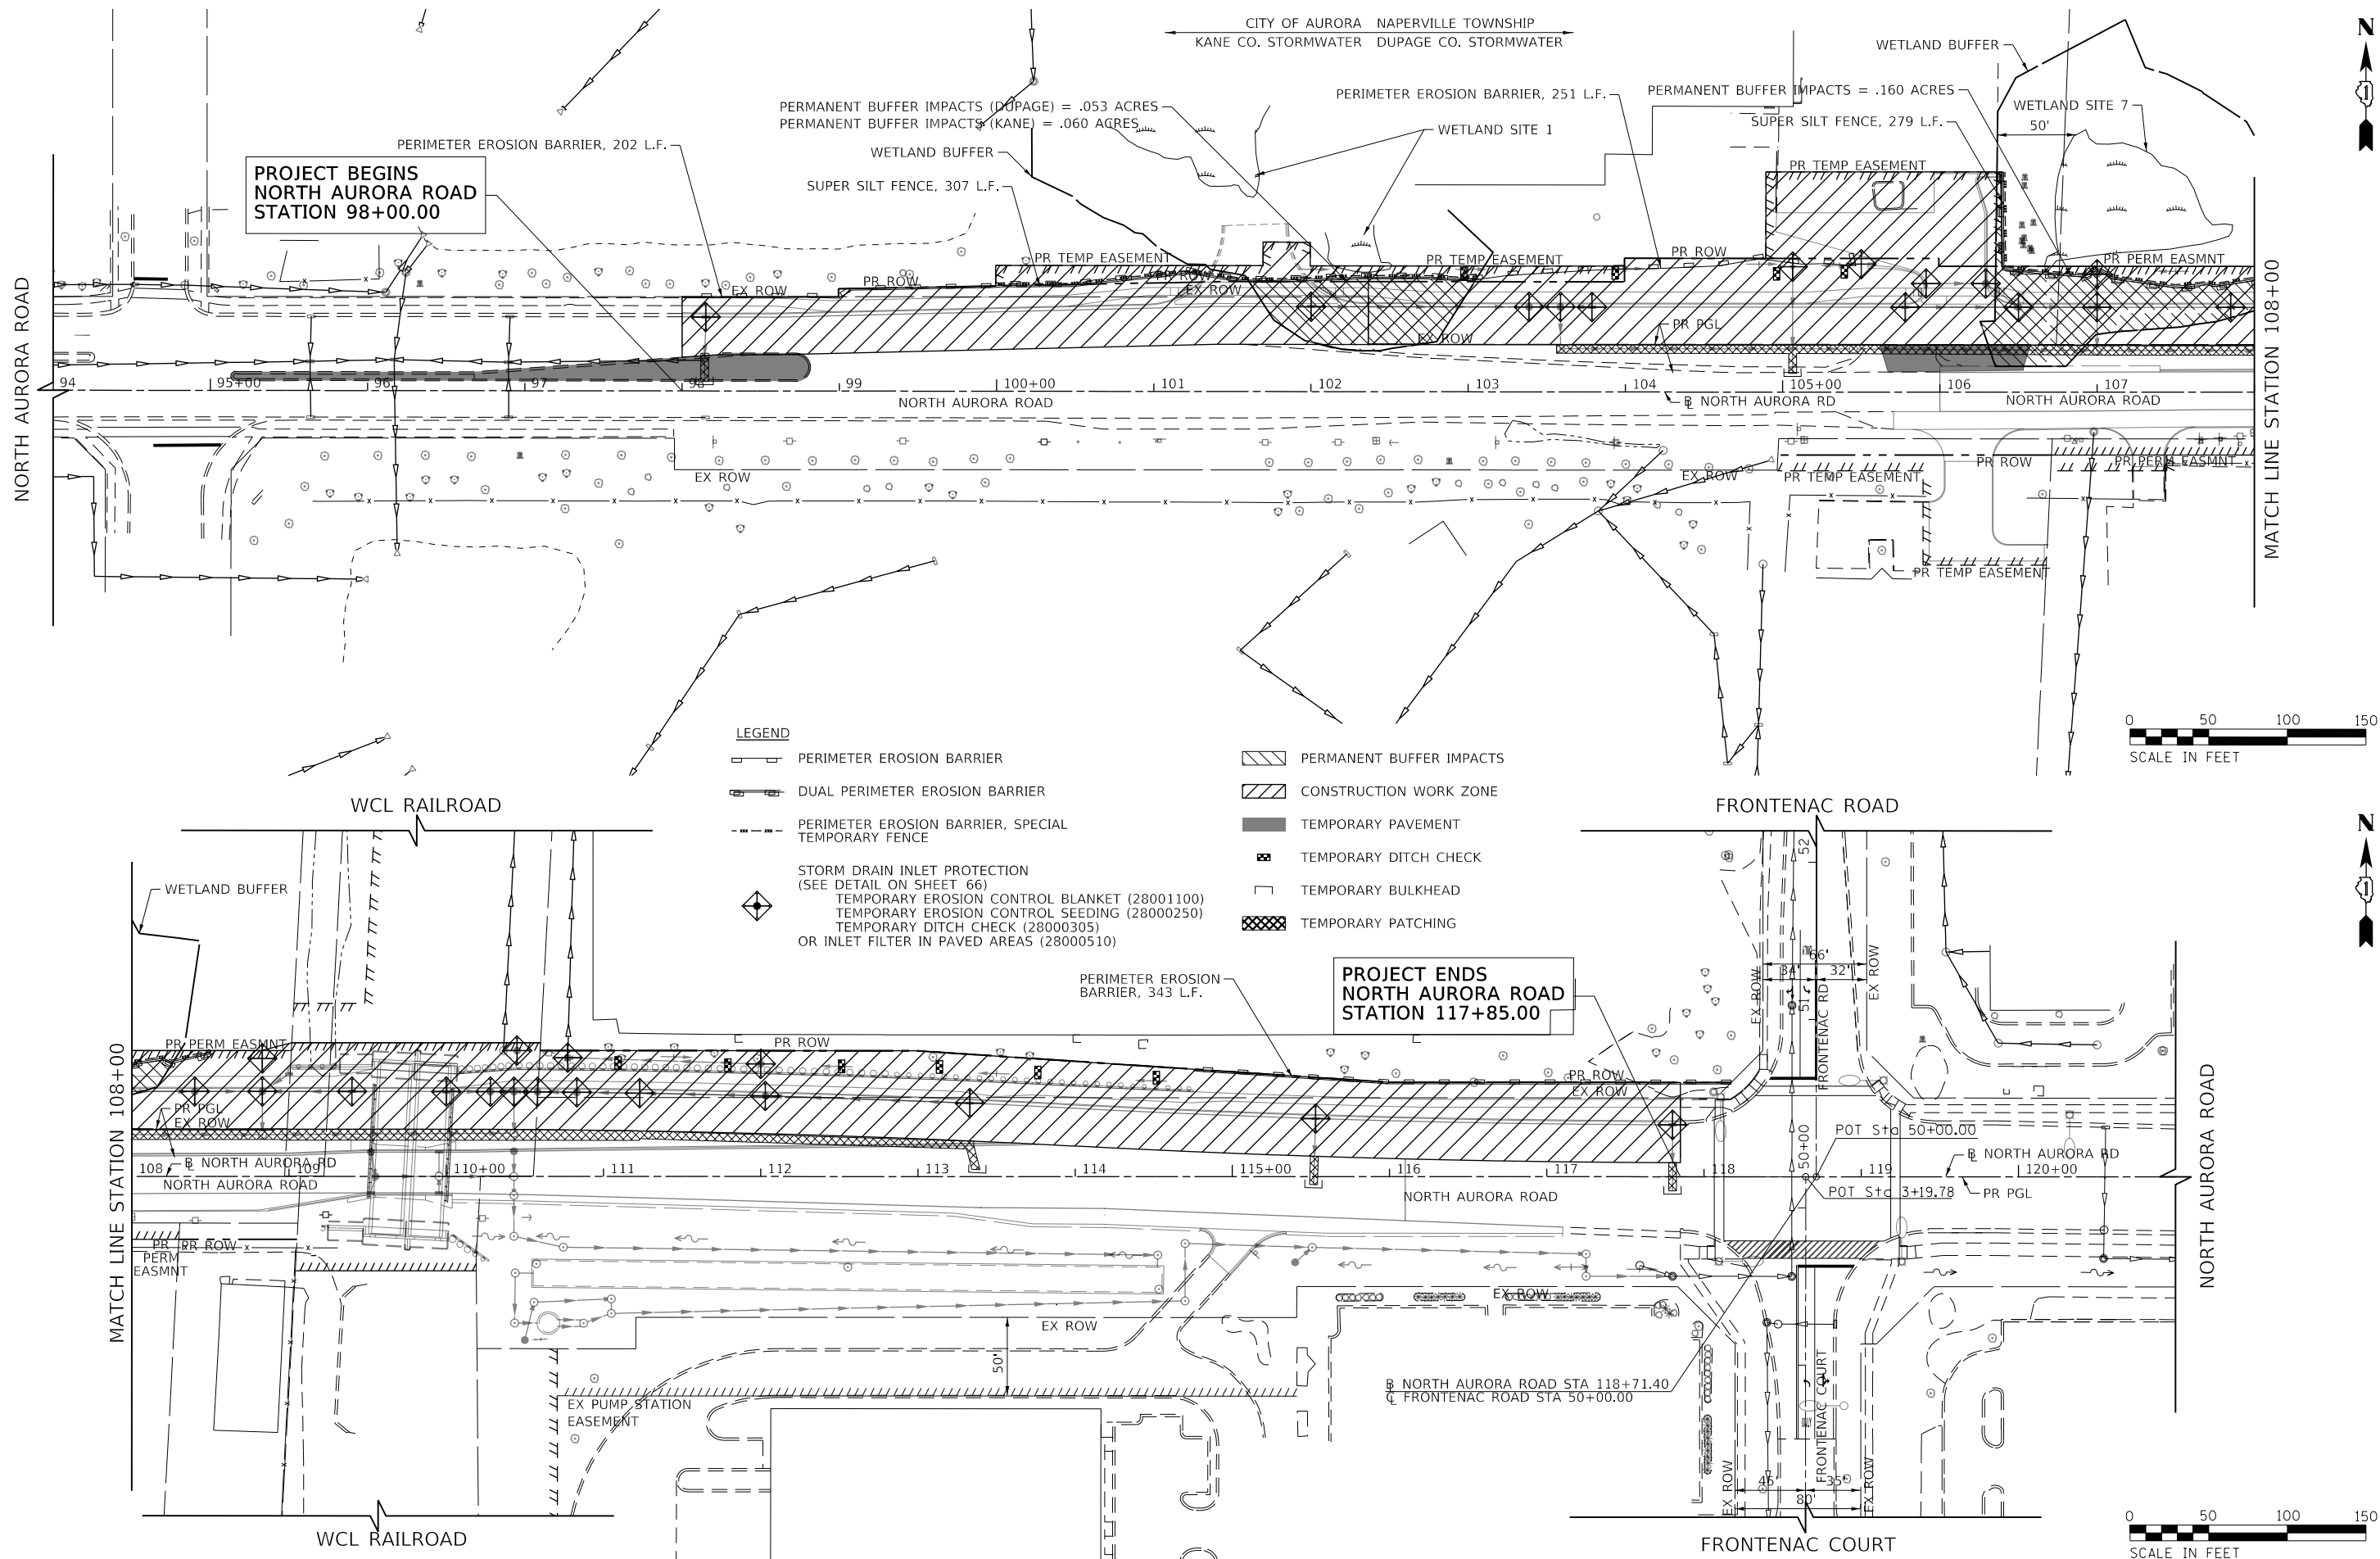 CITY OF AURORA NAPERVILLE TOWNSHIP
KANE CO. STORMWATER DUPAGE CO. STORMWATER
WETLAND BUFFER
N
1
PERMANENT BUFFER IMPACTS (DUPAGE) = .053 ACRES
PERMANENT BUFFER IMPACTS (KANE) = .060 ACRES
PERIMETER EROSION BARRIER, 251 L.F.
PERMANENT BUFFER IMPACTS = .160 ACRES
WETLAND SITE 7
50'
SUPER SILT FENCE, 279 L.F.
WETLAND SITE 1
PERIMETER EROSION BARRIER, 202 L.F.
WETLAND BUFFER
PROJECT BEGINS
NORTH AURORA ROAD
STATION 98+00.00
SUPER SILT FENCE, 307 L.F.
PR TEMP EASEMENT
PR TEMP EASEMENT
PR TEMP EASEMENT
PR ROW
PR PERM EASMNT
EX ROW
PR ROW
PR ROW
EX ROW
EX ROW
PR PGL
NORTH AURORA ROAD
MATCH LINE STATION 108+00
94 95+00 96 97 98 99 100+00 101 102 103 104 105+00 106 107
NORTH AURORA ROAD
B NORTH AURORA RD
NORTH AURORA ROAD
EX ROW
EX ROW
PR TEMP EASEMENT
PR ROW
PR PERM EASMNT
PR TEMP EASEMENT
0 50 100 150
SCALE IN FEET
LEGEND
PERIMETER EROSION BARRIER
DUAL PERIMETER EROSION BARRIER
PERIMETER EROSION BARRIER, SPECIAL
TEMPORARY FENCE
STORM DRAIN INLET PROTECTION
(SEE DETAIL ON SHEET 66)
TEMPORARY EROSION CONTROL BLANKET (28001100)
TEMPORARY EROSION CONTROL SEEDING (28000250)
TEMPORARY DITCH CHECK (28000305)
OR INLET FILTER IN PAVED AREAS (28000510)
PERMANENT BUFFER IMPACTS
CONSTRUCTION WORK ZONE
TEMPORARY PAVEMENT
TEMPORARY DITCH CHECK
TEMPORARY BULKHEAD
TEMPORARY PATCHING
WCL RAILROAD
FRONTENAC ROAD
N
1
WETLAND BUFFER
PERIMETER EROSION
BARRIER, 343 L.F.
PROJECT ENDS
NORTH AURORA ROAD
STATION 117+85.00
52
66'
34' 32'
51
EX ROW
EX ROW
FRONTENAC RD
PR PERM EASMNT
PR ROW
PR ROW
EX ROW
PR PGL
EX ROW
MATCH LINE STATION 108+00
NORTH AURORA ROAD
50+00
POT Sta 50+00.00
B NORTH AURORA RD
B NORTH AURORA RD
108 109 110+00 111 112 113 114 115+00 116 117 118 119 120+00
NORTH AURORA ROAD
NORTH AURORA ROAD
POT Sta 3+19.78
PR PGL
PR ROW
PR
PERM
EASMNT
EX ROW
EX ROW
50'
EX PUMP STATION
EASEMENT
B NORTH AURORA ROAD STA 118+71.40
CL FRONTENAC ROAD STA 50+00.00
FRONTENAC COURT
EX ROW
EX ROW
45' 35'
80'
WCL RAILROAD
FRONTENAC COURT
0 50 100 150
SCALE IN FEET